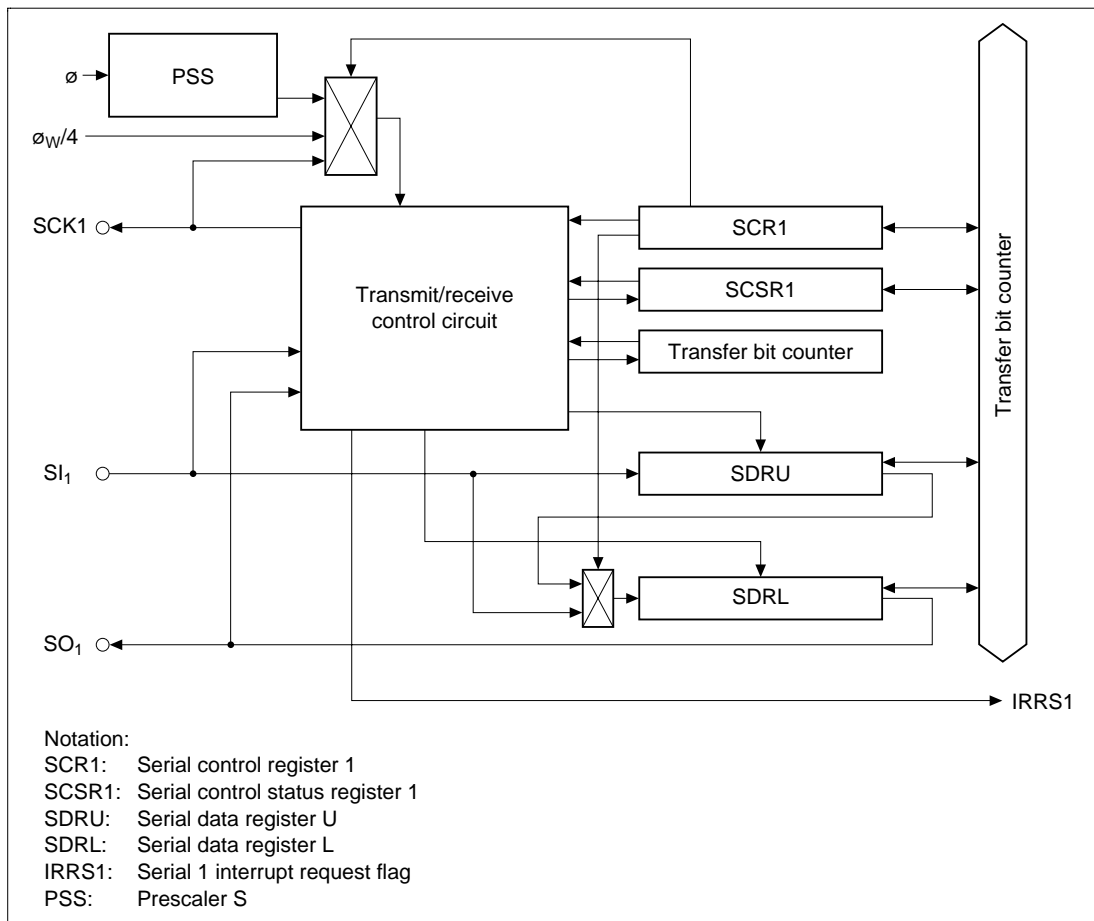 ø
PSS
øW/4
SCK1
SCR1
SCSR1
Transmit/receive
control circuit
Transfer bit counter
Transfer bit counter
SI1
SDRU
SDRL
SO1
IRRS1
Notation:
SCR1: Serial control register 1
SCSR1: Serial control status register 1
SDRU: Serial data register U
SDRL: Serial data register L
IRRS1: Serial 1 interrupt request flag
PSS: Prescaler S